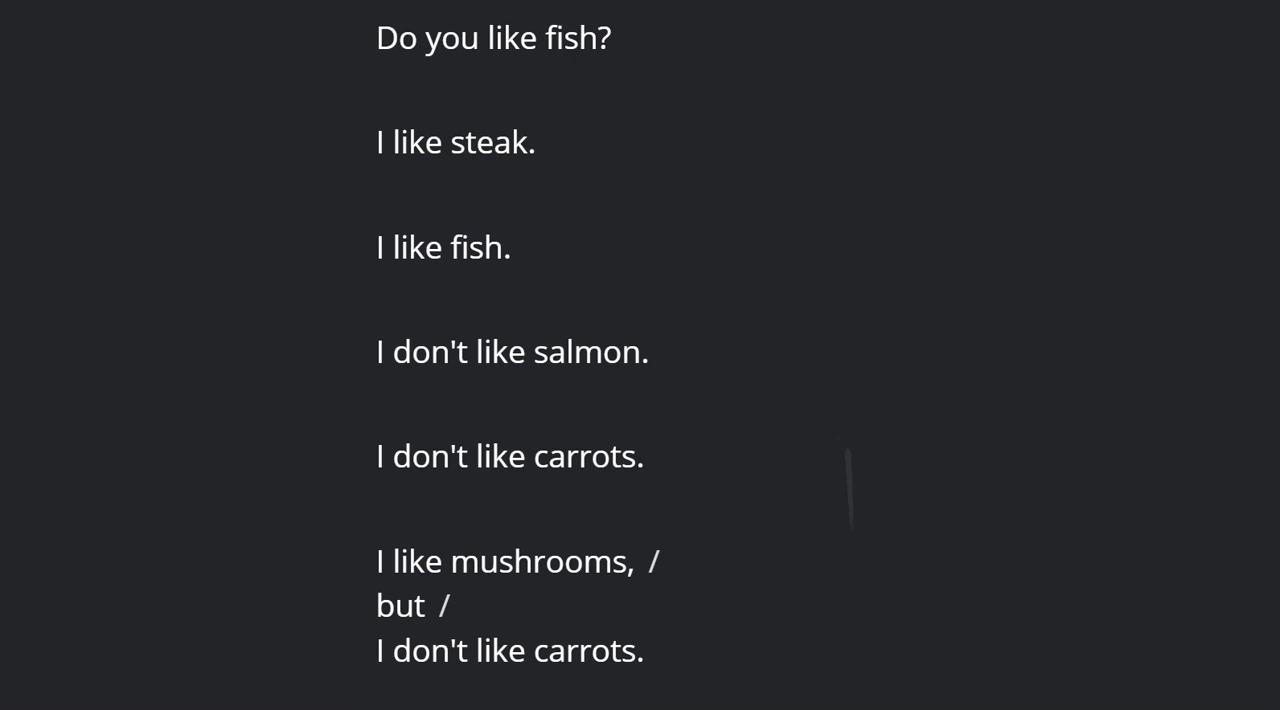 Do you like fish?
I like steak.
I like fish.
I don't like salmon.
I don't like carrots.
I like mushrooms, /
but /
I don't like carrots.